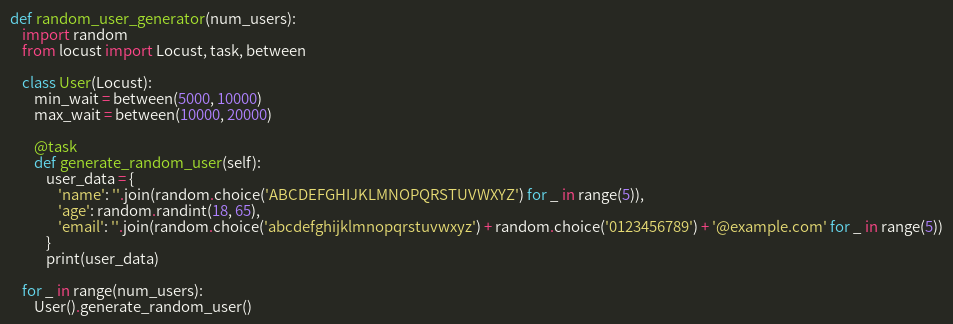 def random_user_generator(num_users):
import random
from locust import Locust, task, between
class User(Locust):
min_wait = between(5000, 10000)
max_wait = between(10000, 20000)
@task
def generate_random_user(self):
user_data = {
'name': ''.join(random.choice('ABCDEFGHIJKLMNOPQRSTUVWXYZ') for _ in range(5)),
'age': random.randint(18, 65),
'email': ''.join(random.choice('abcdefghijklmnopqrstuvwxyz') + random.choice('0123456789') + '@example.com' for _ in range(5))
}
print(user_data)
for _ in range(num_users):
User().generate_random_user()